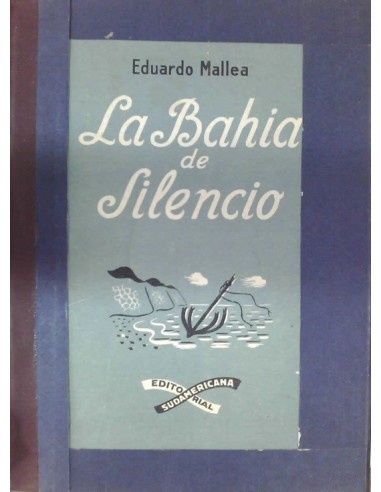 Eduardo Mallea
La Bahia
de
Silencio
EDITORIAL
SUDAMERICANA